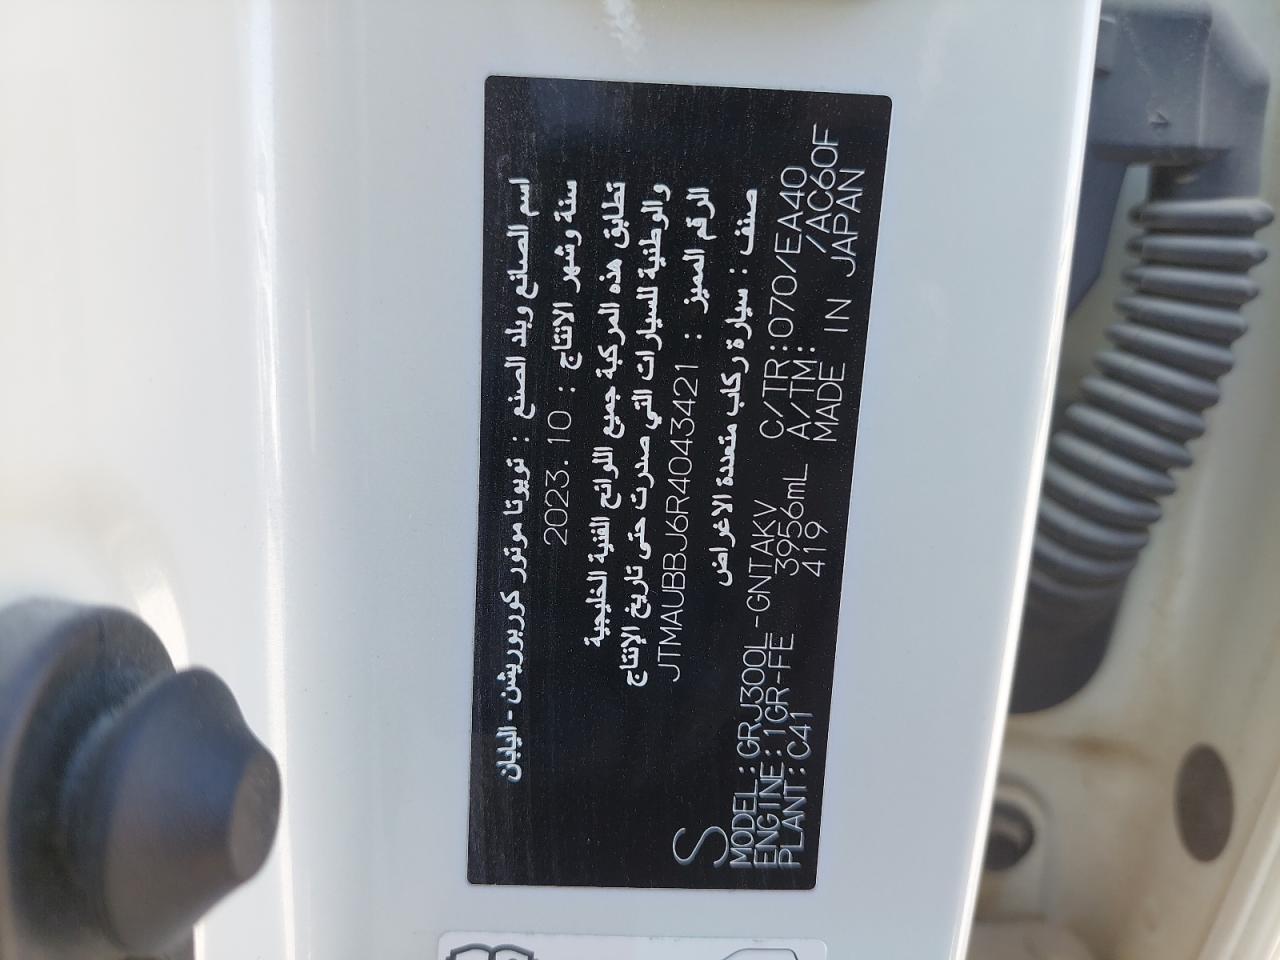 اسم الصانع وبلد الصنع : تويوتا موتور كوربوريشن - اليابان
سنة وشهر الانتاج : 2023.10
تطابق هذه المركبة جميع اللوائح الفنية الخليجية
والوطنية للسيارات التي صدرت حتى تاريخ الإنتاج
الرقم المميز : JTMAUBBJ6R4043421
صنف : سيارة ركاب متعددة الاغراض
S
MODEL:GRJ300L-GNTAKV C/TR:070/EA40
ENGINE:1GR-FE 3956mL A/TM: /AC60F
PLANT:C41 419 MADE IN JAPAN